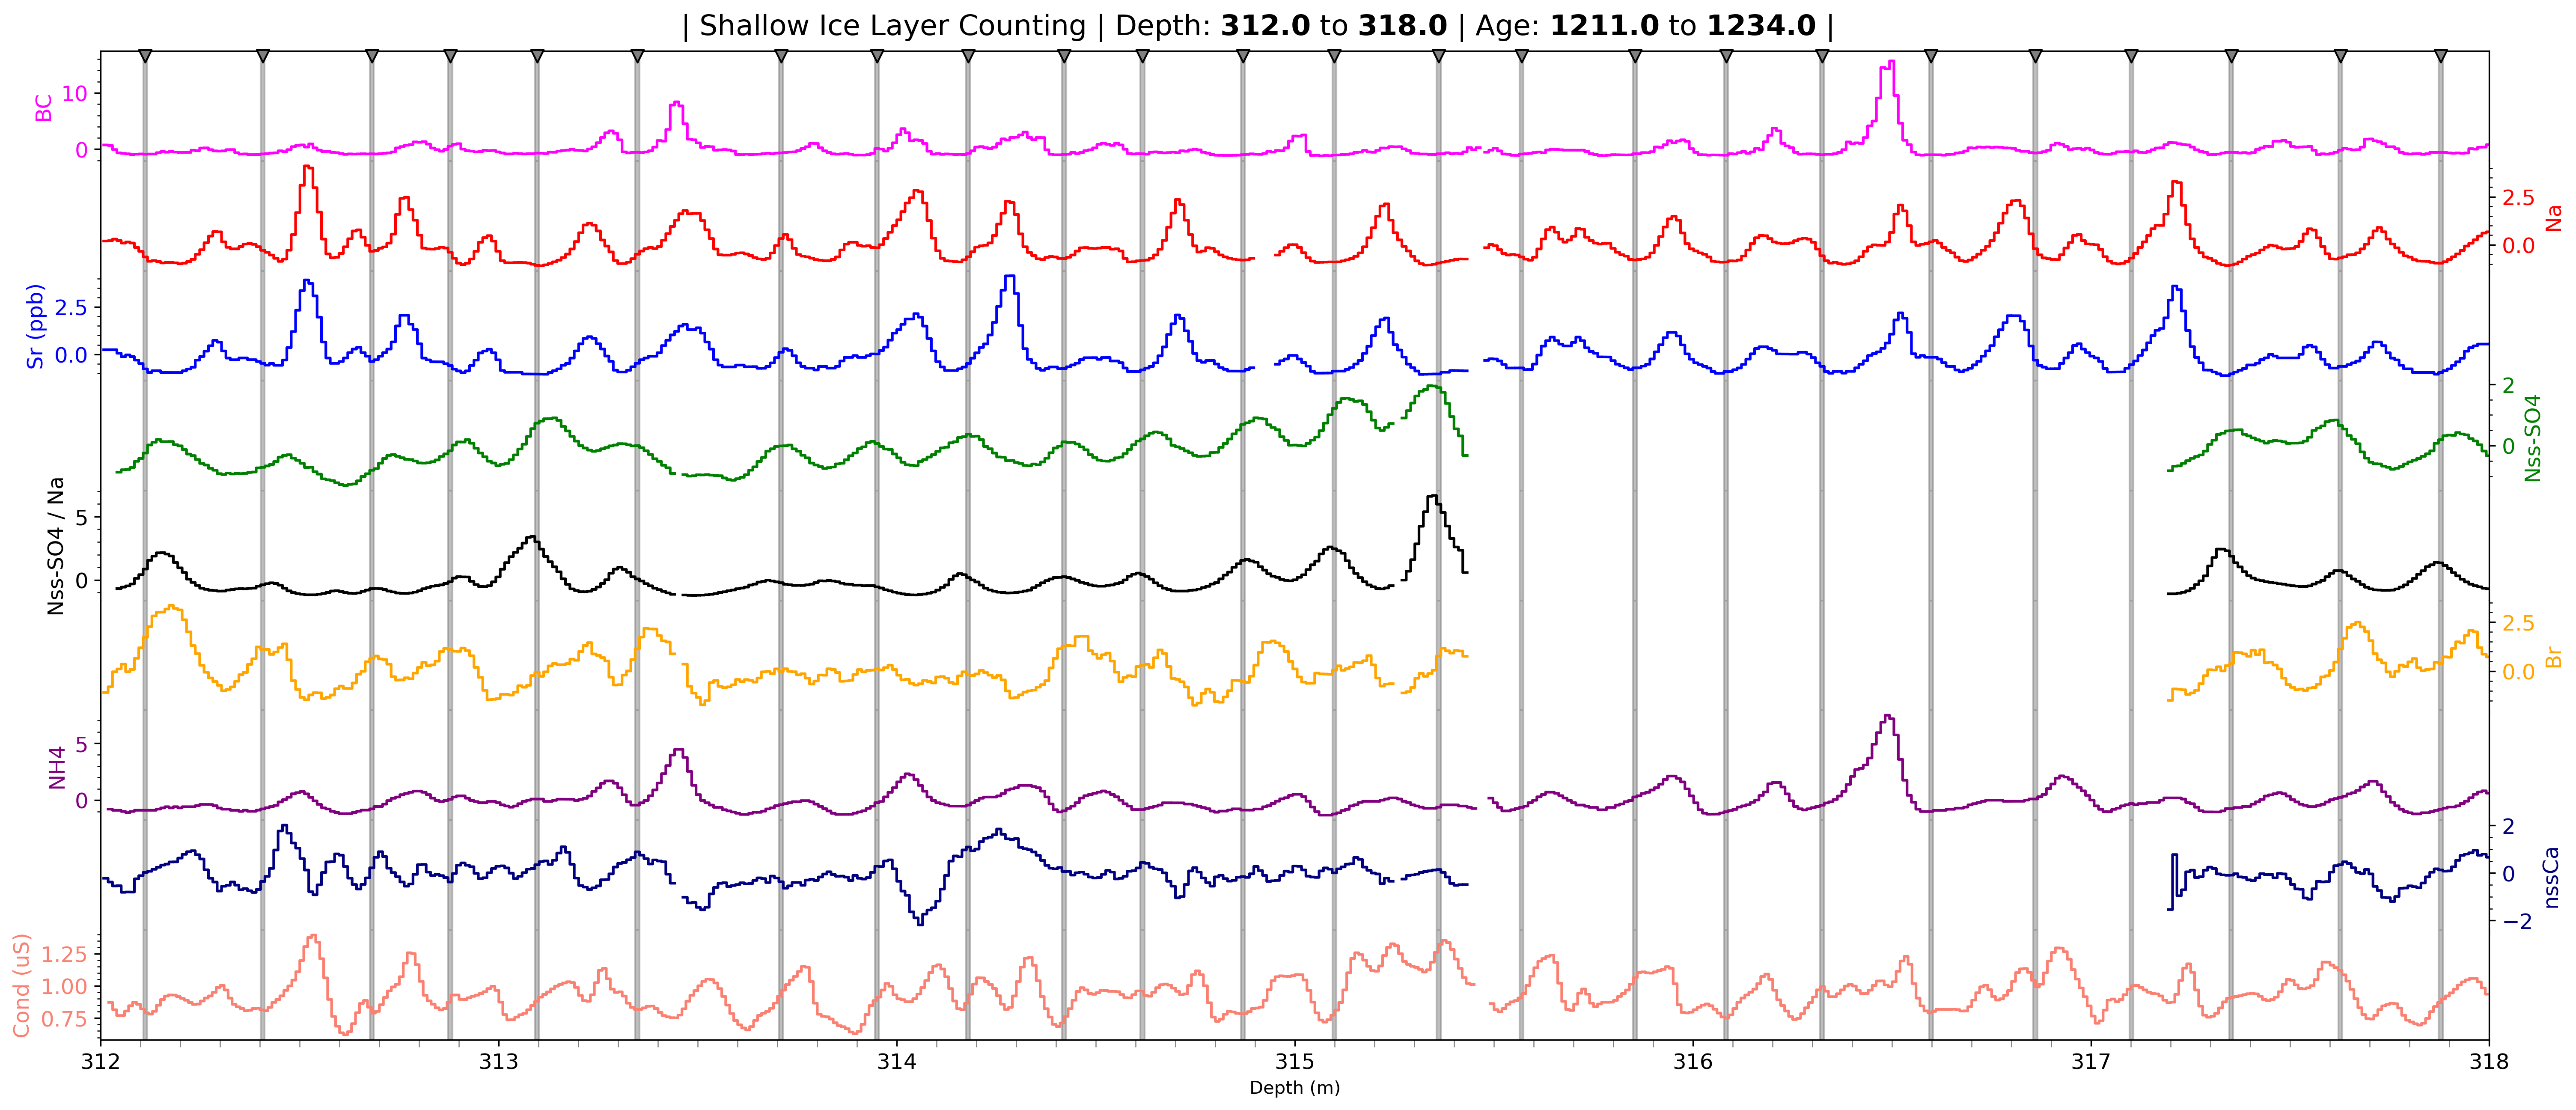 | Shallow Ice Layer Counting | Depth: 312.0 to 318.0 | Age: 1211.0 to 1234.0 |
BC
10
0
2.5
0.0
Na
Sr (ppb)
2.5
0.0
2
0
Nss-SO4
Nss-SO4 / Na
5
0
2.5
0.0
Br
NH4
5
0
2
0
−2
nssCa
Cond (uS)
1.25
1.00
0.75
312
313
314
315
316
317
318
Depth (m)